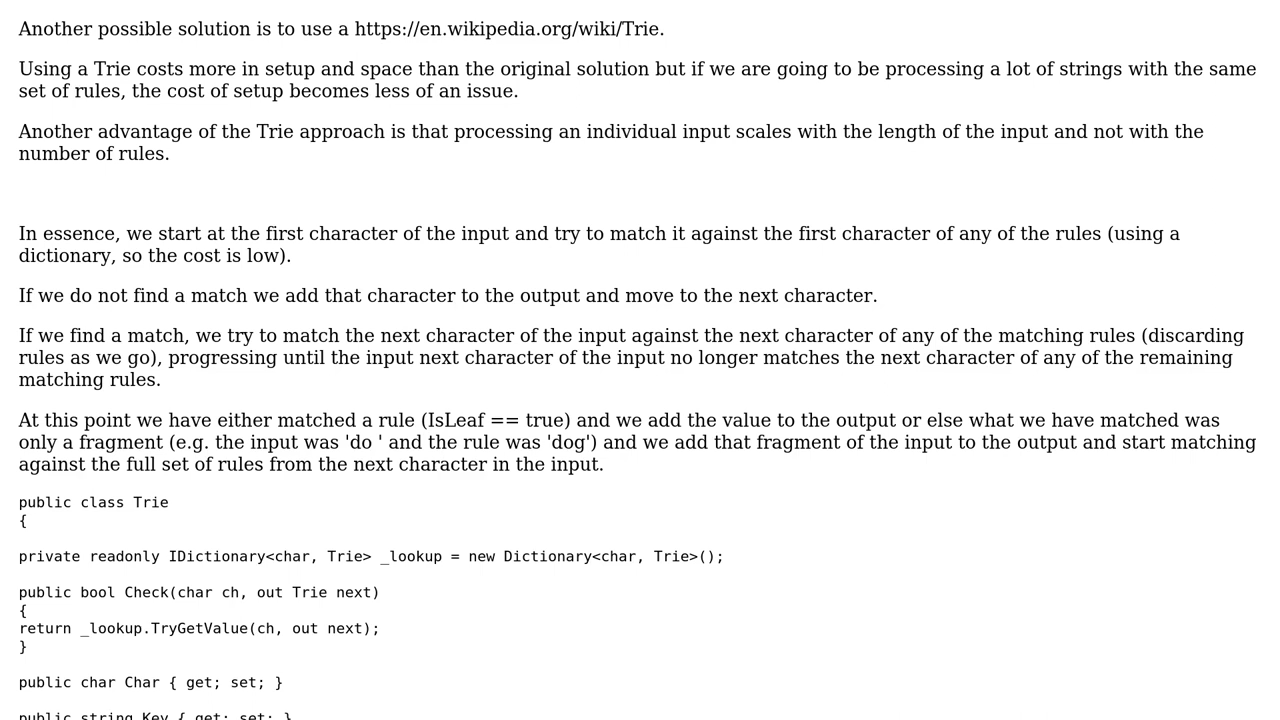 Another possible solution is to use a https://en.wikipedia.org/wiki/Trie.
Using a Trie costs more in setup and space than the original solution but if we are going to be processing a lot of strings with the same
set of rules, the cost of setup becomes less of an issue.
Another advantage of the Trie approach is that processing an individual input scales with the length of the input and not with the
number of rules.
In essence, we start at the first character of the input and try to match it against the first character of any of the rules (using a
dictionary, so the cost is low).
If we do not find a match we add that character to the output and move to the next character.
If we find a match, we try to match the next character of the input against the next character of any of the matching rules (discarding
rules as we go), progressing until the input next character of the input no longer matches the next character of any of the remaining
matching rules.
At this point we have either matched a rule (IsLeaf == true) and we add the value to the output or else what we have matched was
only a fragment (e.g. the input was 'do ' and the rule was 'dog') and we add that fragment of the input to the output and start matching
against the full set of rules from the next character in the input.
public class Trie
{
private readonly IDictionary<char, Trie> _lookup = new Dictionary<char, Trie>();
public bool Check(char ch, out Trie next)
{
return _lookup.TryGetValue(ch, out next);
}
public char Char { get; set; }
public string Key { get; set; }